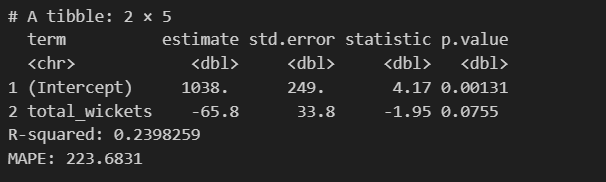 # A tibble: 2 × 5
  term          estimate std.error statistic p.value
  <chr>            <dbl>     <dbl>     <dbl>   <dbl>
1 (Intercept)     1038.      249.       4.17 0.00131
2 total_wickets    -65.8      33.8     -1.95 0.0755
R-squared: 0.2398259
MAPE: 223.6831